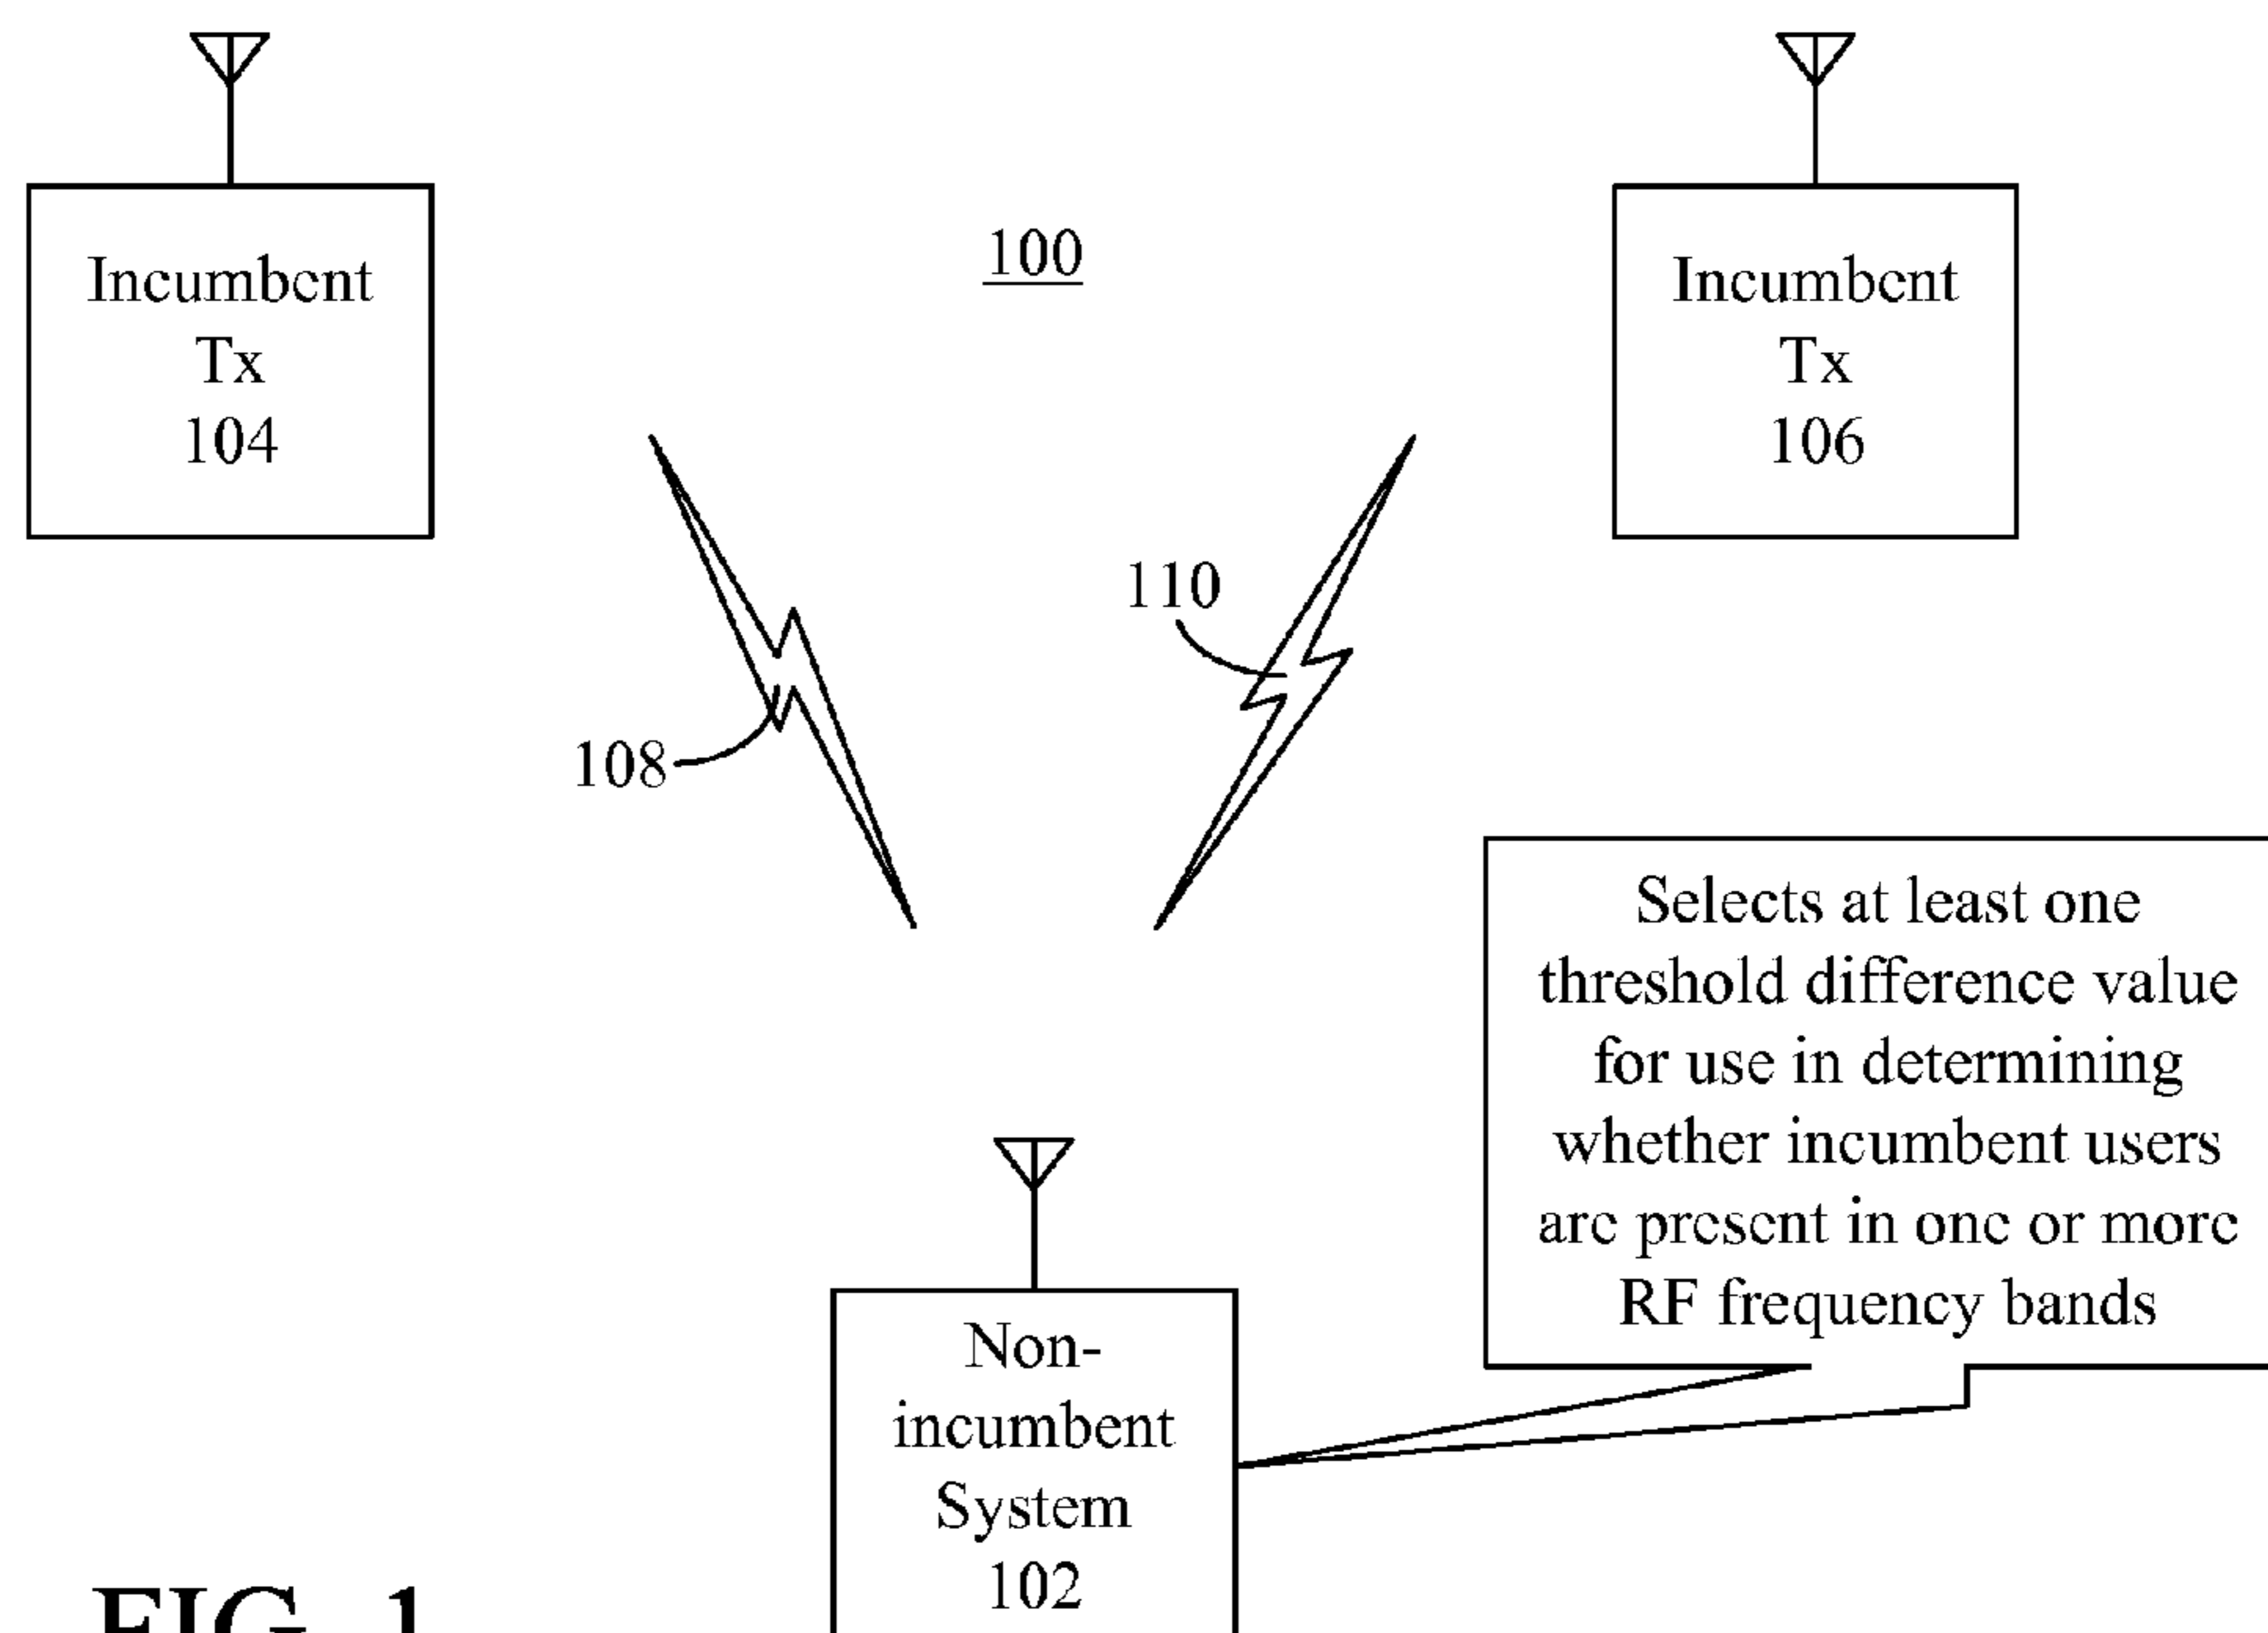 100
Incumbent
Tx
104
Incumbent
Tx
106
110
108
Selects at least one
threshold difference value
for use in determining
whether incumbent users
are present in one or more
RF frequency bands
Non-
incumbent
System
102
FIG. 1